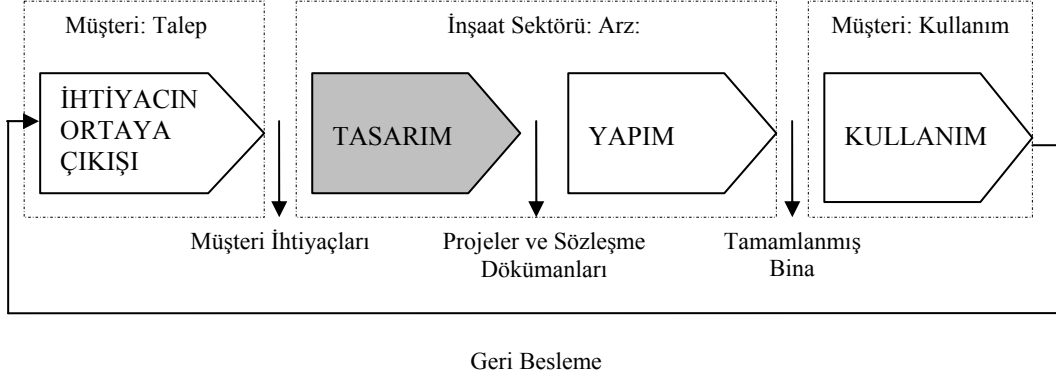 Müşteri: Talep
İnşaat Sektörü: Arz:
Müşteri: Kullanım
İHTİYACIN
ORTAYA
ÇIKIŞI
TASARIM
YAPIM
KULLANIM
Müşteri İhtiyaçları
Projeler ve Sözleşme
Dökümanları
Tamamlanmış
Bina
Geri Besleme